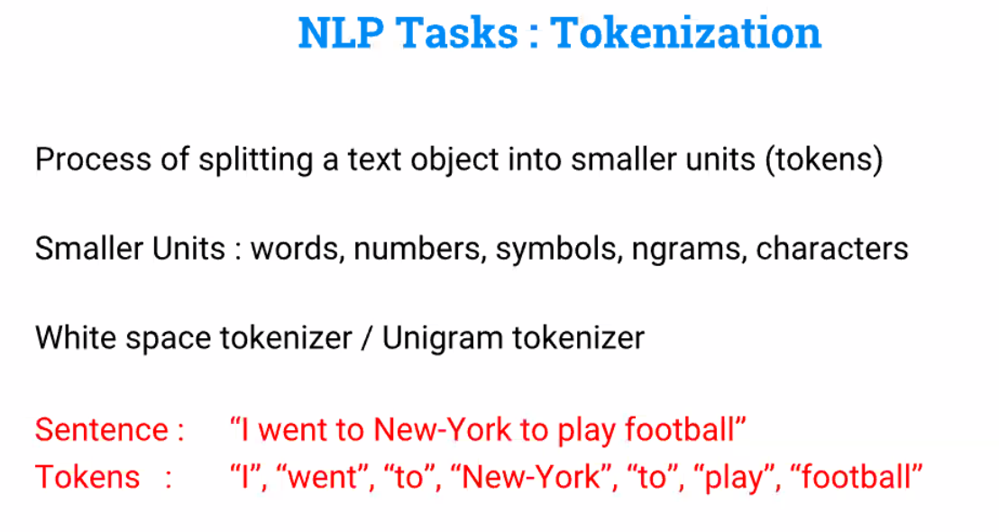 NLP Tasks : Tokenization
Process of splitting a text object into smaller units (tokens)
Smaller Units : words, numbers, symbols, ngrams, characters
White space tokenizer / Unigram tokenizer
Sentence : “I went to New-York to play football”
Tokens : “I”, “went”, “to”, “New-York”, “to”, “play”, “football”